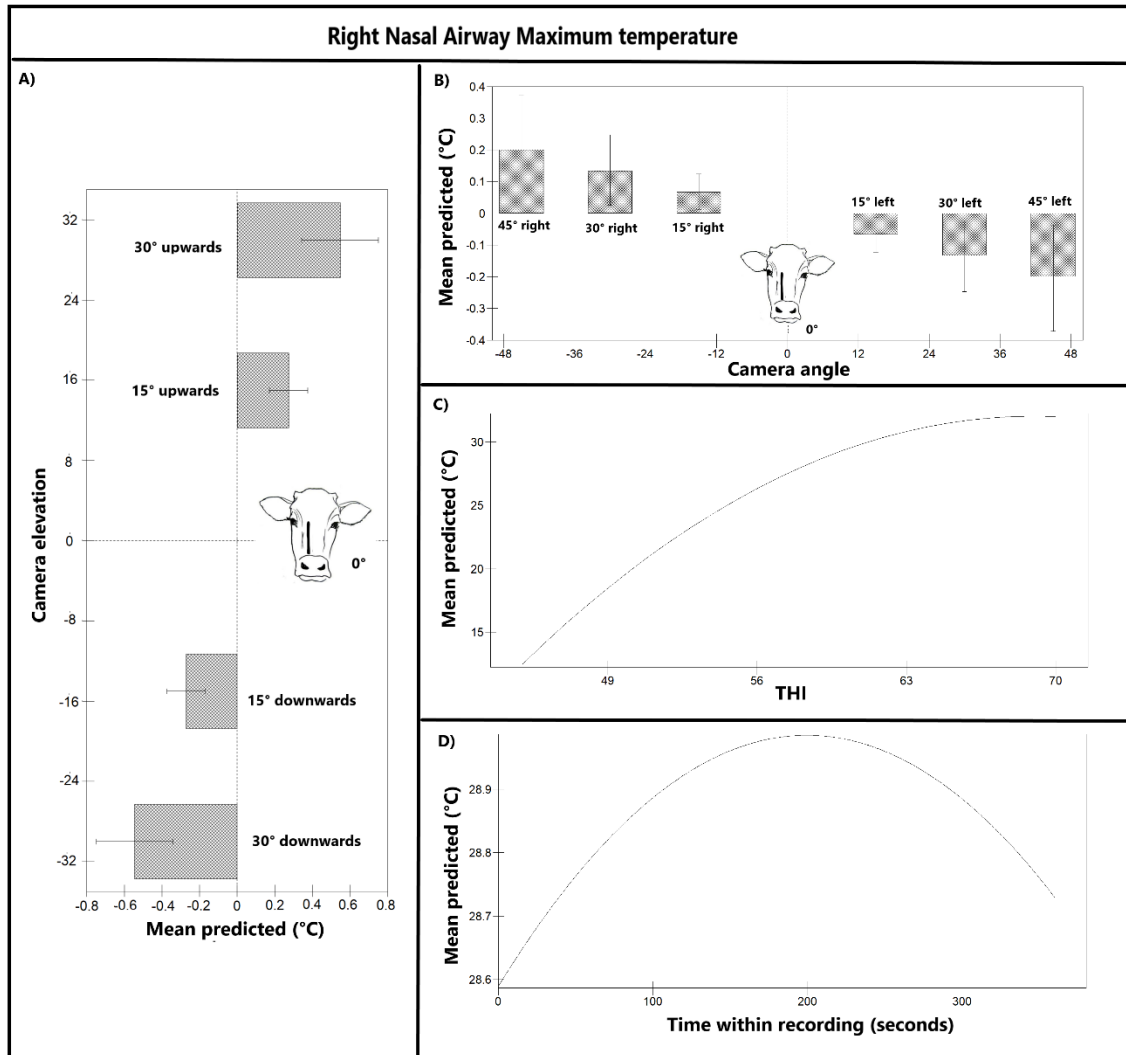 Right Nasal Airway Maximum temperature
A)
32
24
16
8
0
-8
-16
-24
-32
30° upwards
15° upwards
0°
15° downwards
30° downwards
Camera elevation
-0.8 -0.6 -0.4 -0.2 0 0.2 0.4 0.6 0.8
Mean predicted (°C)
B)
0.4
0.3
0.2
0.1
0
-0.1
-0.2
-0.3
-0.4
Mean predicted (°C)
45° right 30° right 15° right
15° left 30° left 45° left
0°
-48 -36 -24 -12 0 12 24 36 48
Camera angle
C)
30
25
20
15
Mean predicted (°C)
49 56 63 70
THI
D)
28.9
28.8
28.7
28.6
Mean predicted (°C)
0 100 200 300
Time within recording (seconds)